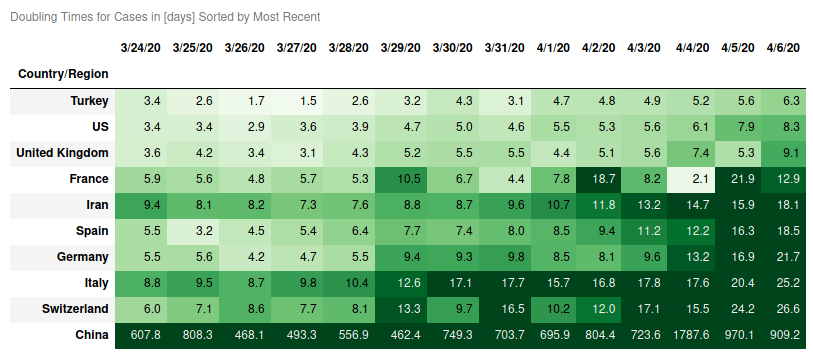 Doubling Times for Cases in [days] Sorted by Most Recent
3/24/20 3/25/20 3/26/20 3/27/20 3/28/20 3/29/20 3/30/20 3/31/20 4/1/20 4/2/20 4/3/20 4/4/20 4/5/20 4/6/20
Country/Region
Turkey 3.4 2.6 1.7 1.5 2.6 3.2 4.3 3.1 4.7 4.8 4.9 5.2 5.6 6.3
US 3.4 3.4 2.9 3.6 3.9 4.7 5.0 4.6 5.5 5.3 5.6 6.1 7.9 8.3
United Kingdom 3.6 4.2 3.4 3.1 4.3 5.2 5.5 5.5 4.4 5.1 5.6 7.4 5.3 9.1
France 5.9 5.6 4.8 5.7 5.3 10.5 6.7 4.4 7.8 18.7 8.2 2.1 21.9 12.9
Iran 9.4 8.1 8.2 7.3 7.6 8.8 8.7 9.6 10.7 11.8 13.2 14.7 15.9 18.1
Spain 5.5 3.2 4.5 5.4 6.4 7.7 7.4 8.0 8.5 9.4 11.2 12.2 16.3 18.5
Germany 5.5 5.6 4.2 4.7 5.5 9.4 9.3 9.8 8.5 8.1 9.6 13.2 16.9 21.7
Italy 8.8 9.5 8.7 9.8 10.4 12.6 17.1 17.7 15.7 16.8 17.8 17.6 20.4 25.2
Switzerland 6.0 7.1 8.6 7.7 8.1 13.3 9.7 16.5 10.2 12.0 17.1 15.5 24.2 26.6
China 607.8 808.3 468.1 493.3 556.9 462.4 749.3 703.7 695.9 804.4 723.6 1787.6 970.1 909.2